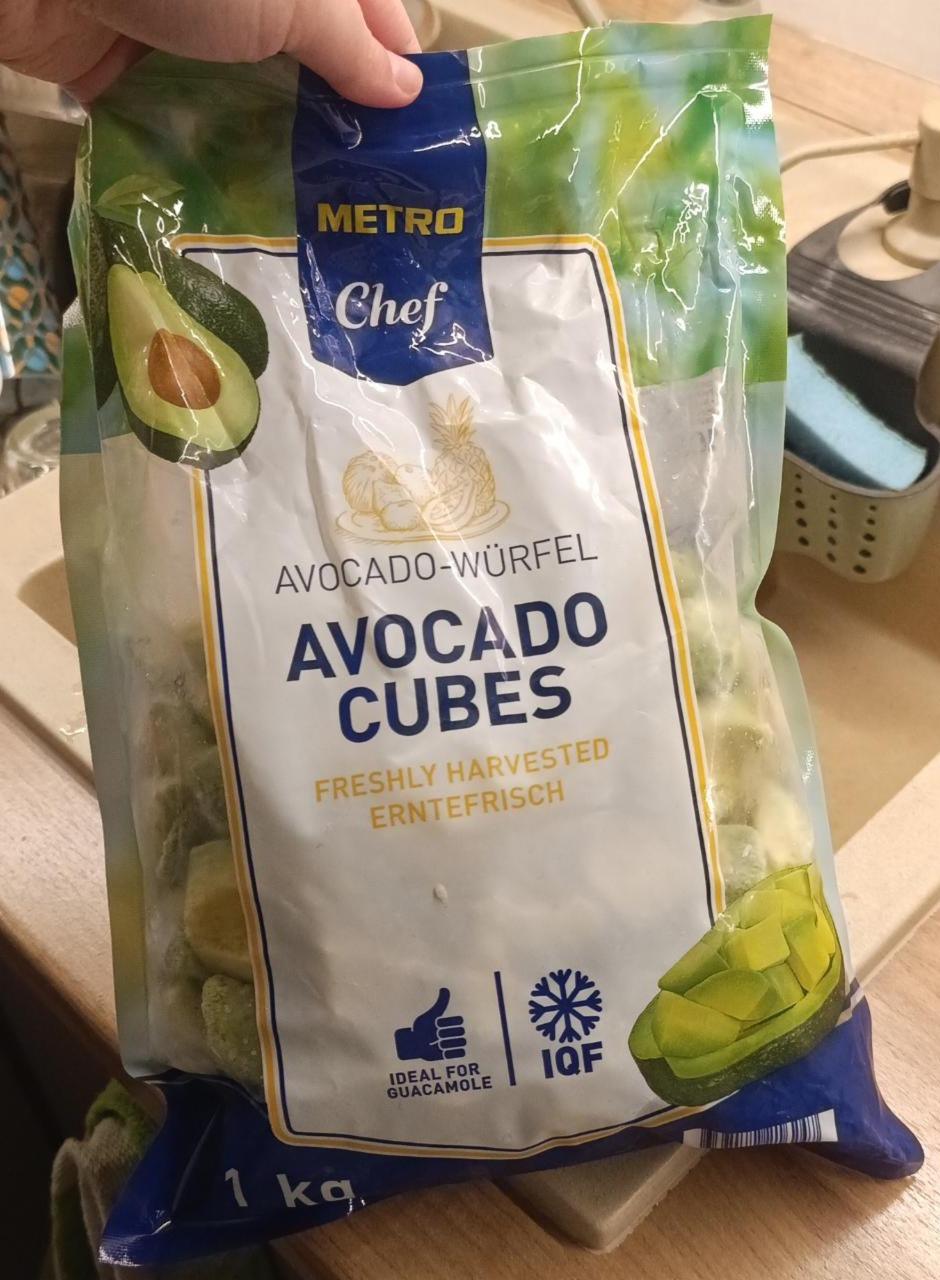 METRO
Chef
AVOCADO-WÜRFEL
AVOCADO
CUBES
FRESHLY HARVESTED
ERNTEFRISCH
IDEAL FOR
GUACAMOLE
IQF
1 kg